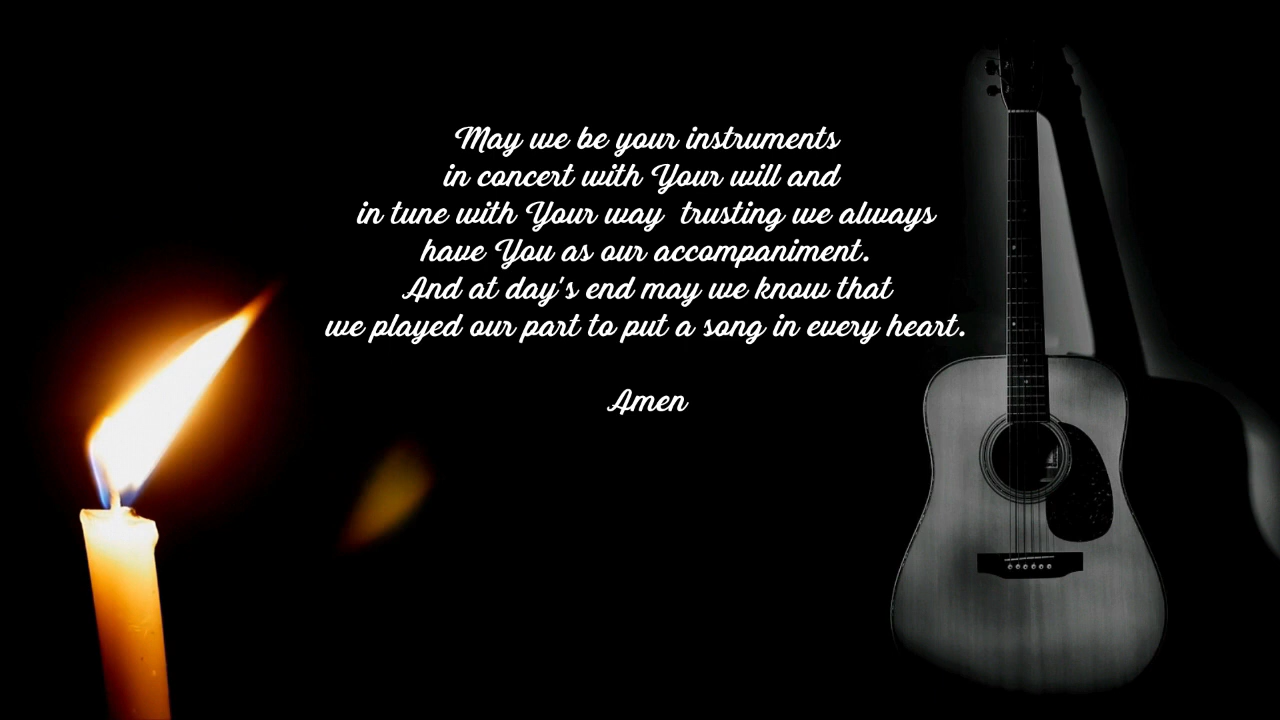 May we be your instruments
in concert with Your will and
in tune with Your way  trusting we always
have You as our accompaniment.
And at day's end may we know that
we played our part to put a song in every heart.
Amen